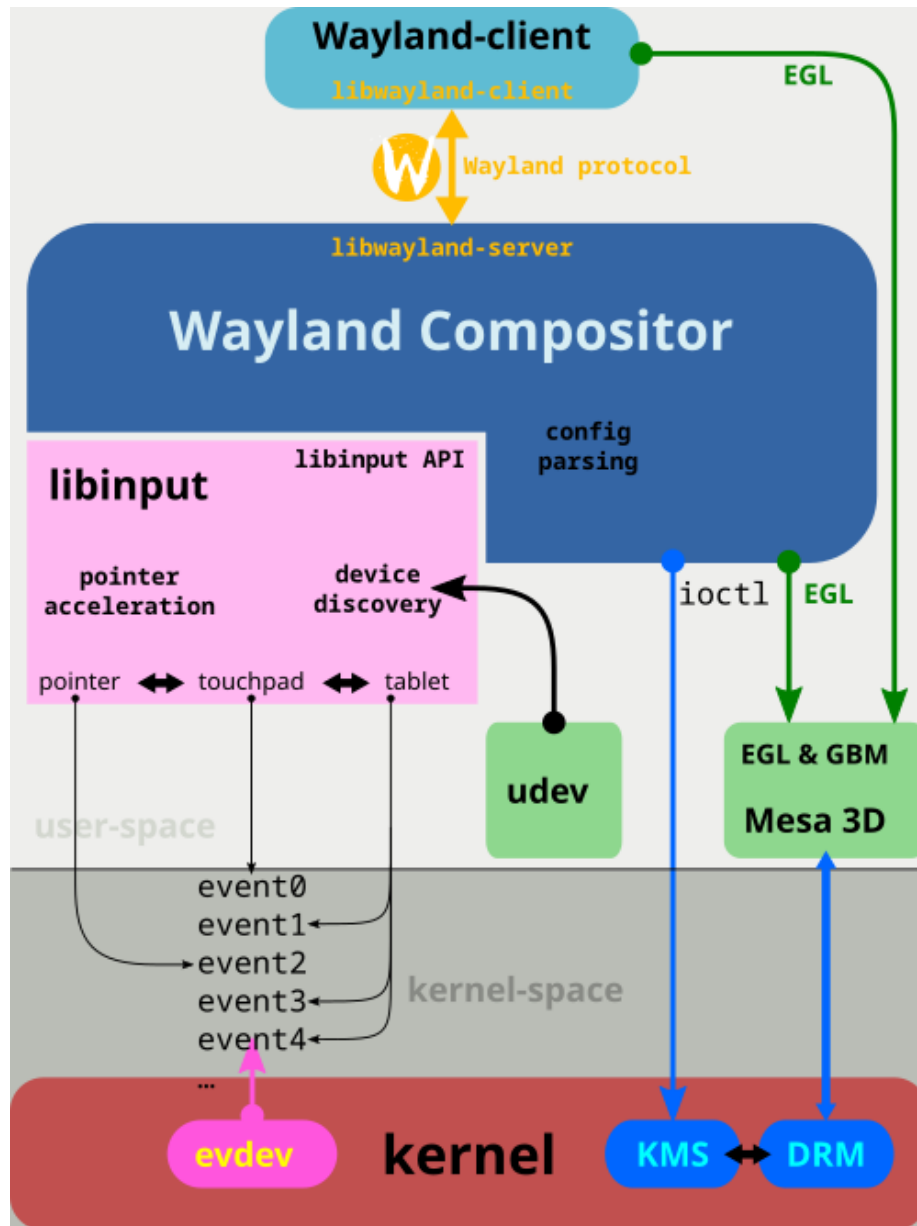 Wayland-client
libwayland-client
EGL
W
Wayland protocol
libwayland-server
Wayland Compositor
config
parsing
libinput API
libinput
pointer
acceleration
device
discovery
ioctl
EGL
pointer
touchpad
tablet
udev
EGL & GBM
Mesa 3D
user-space
event0
event1
event2
event3
event4
...
kernel-space
evdev
kernel
KMS
DRM